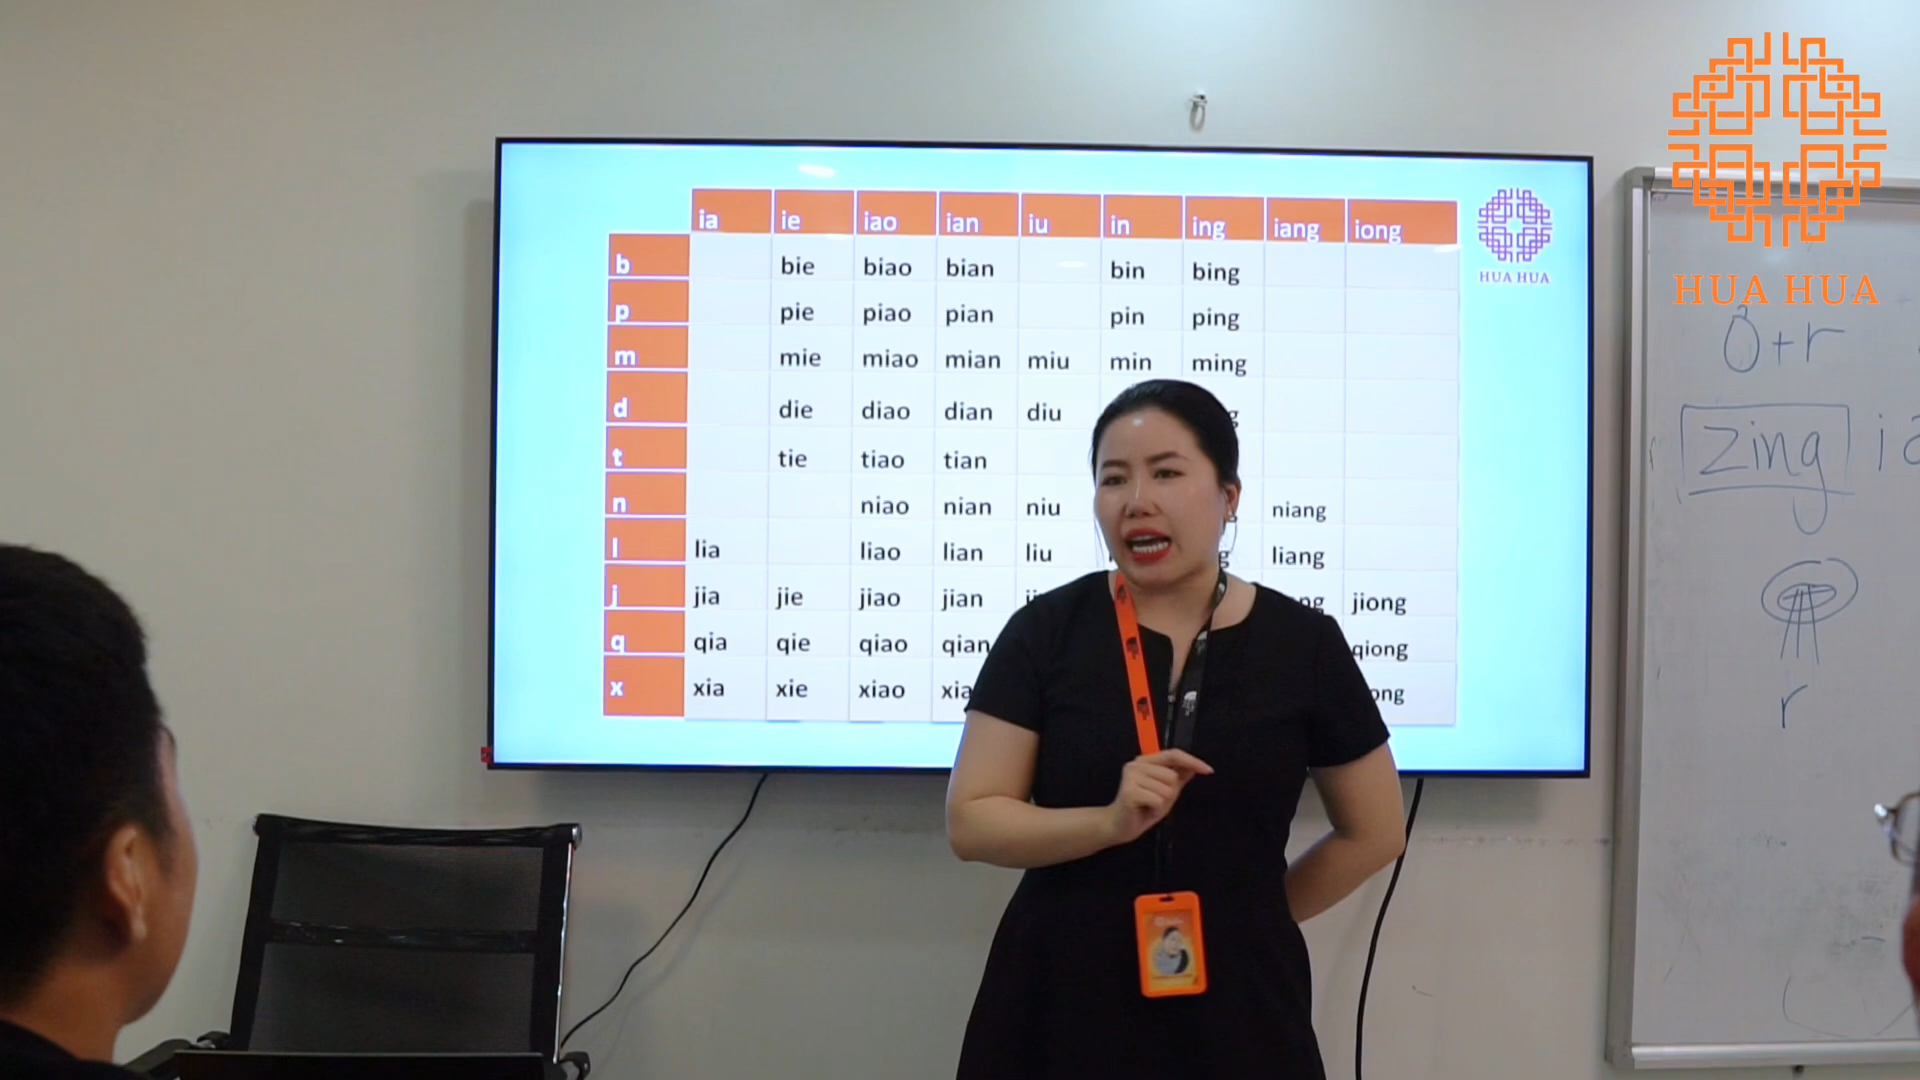 ia ie iao ian iu in ing iang iong
b bie biao bian bin bing
p pie piao pian pin ping
m mie miao mian miu min ming
d die diao dian diu
t tie tiao tian
n niao nian niu niang
l lia liao lian liu liang
j jia jie jiao jian jiong
q qia qie qiao qian qiong
x xia xie xiao
HUA HUA
HUA HUA
+r
zing
r